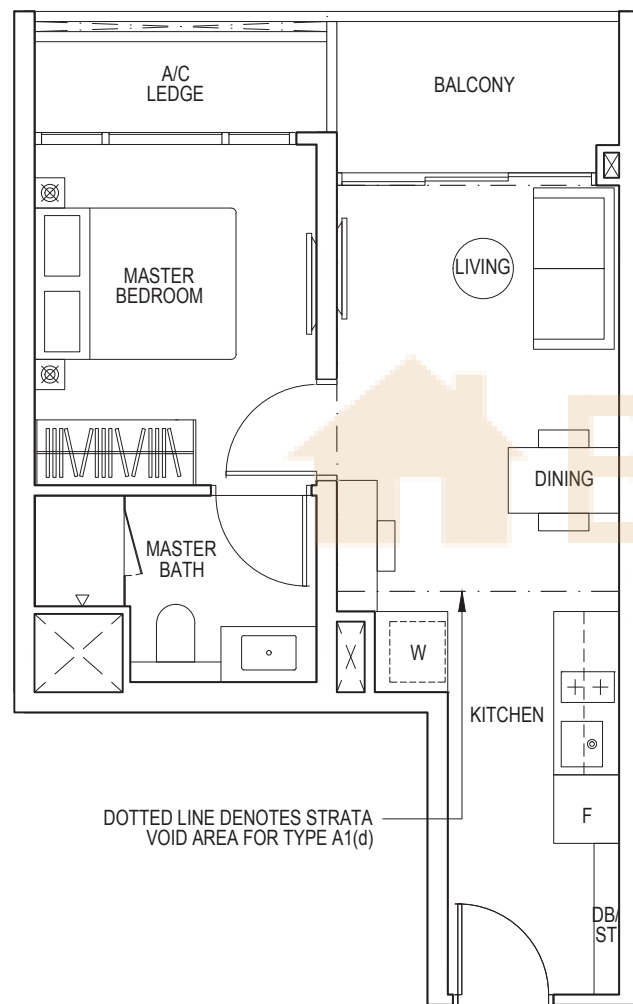 A/C
LEDGE
BALCONY
MASTER
BEDROOM
LIVING
DINING
MASTER
BATH
W
KITCHEN
DOTTED LINE DENOTES STRATA
VOID AREA FOR TYPE A1(d)
F
DB/
ST
E